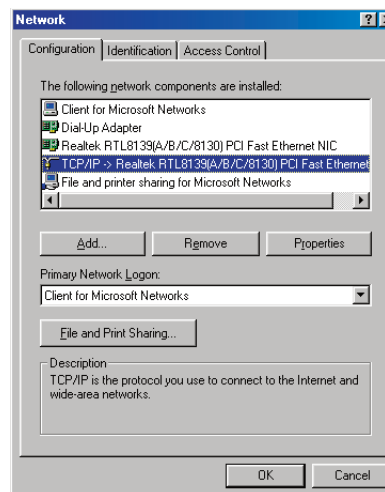 Network
Configuration Identification Access Control
The following network components are installed:
Client for Microsoft Networks
Dial-Up Adapter
Realtek RTL8139(A/B/C/8130) PCI Fast Ethernet NIC
TCP/IP -> Realtek RTL8139(A/B/C/8130) PCI Fast Ethernet
File and printer sharing for Microsoft Networks
Add... Remove Properties
Primary Network Logon:
Client for Microsoft Networks
File and Print Sharing...
Description
TCP/IP is the protocol you use to connect to the Internet and
wide-area networks.
OK Cancel